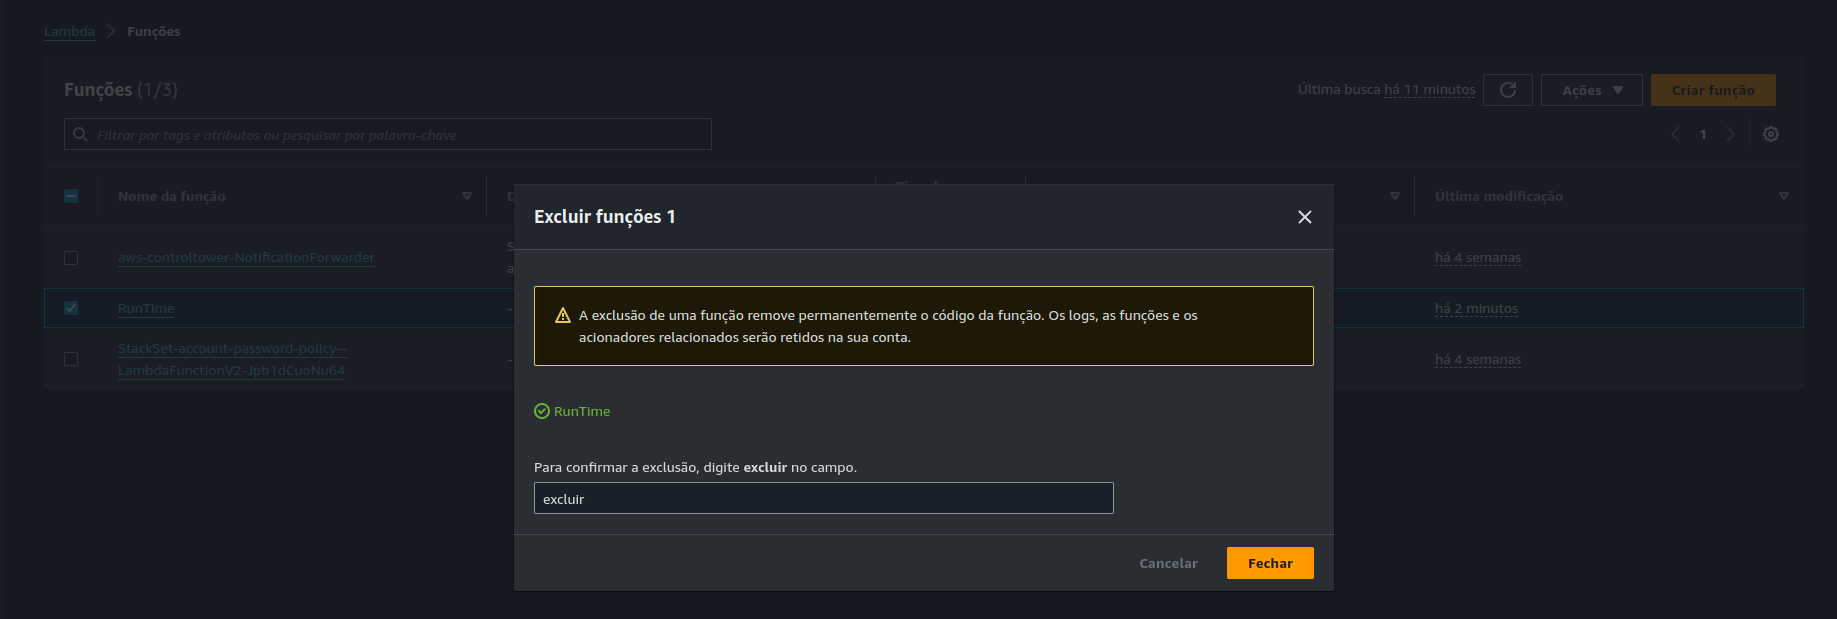 Lambda
Funções
Funções (1/3)
Última busca há 11 minutos
Ações
Criar função
Filtrar por tags e atributos ou pesquisar por palavra-chave
1
Nome da função
Última modificação
aws-controltower-NotificationForwarder
há 4 semanas
RunTime
-
há 2 minutos
StackSet-account-password-policy--
LambdaFunctionV2-Jpb1dCuoNu64
-
há 4 semanas
Excluir funções 1
A exclusão de uma função remove permanentemente o código da função. Os logs, as funções e os
acionadores relacionados serão retidos na sua conta.
RunTime
Para confirmar a exclusão, digite excluir no campo.
excluir
Cancelar
Fechar